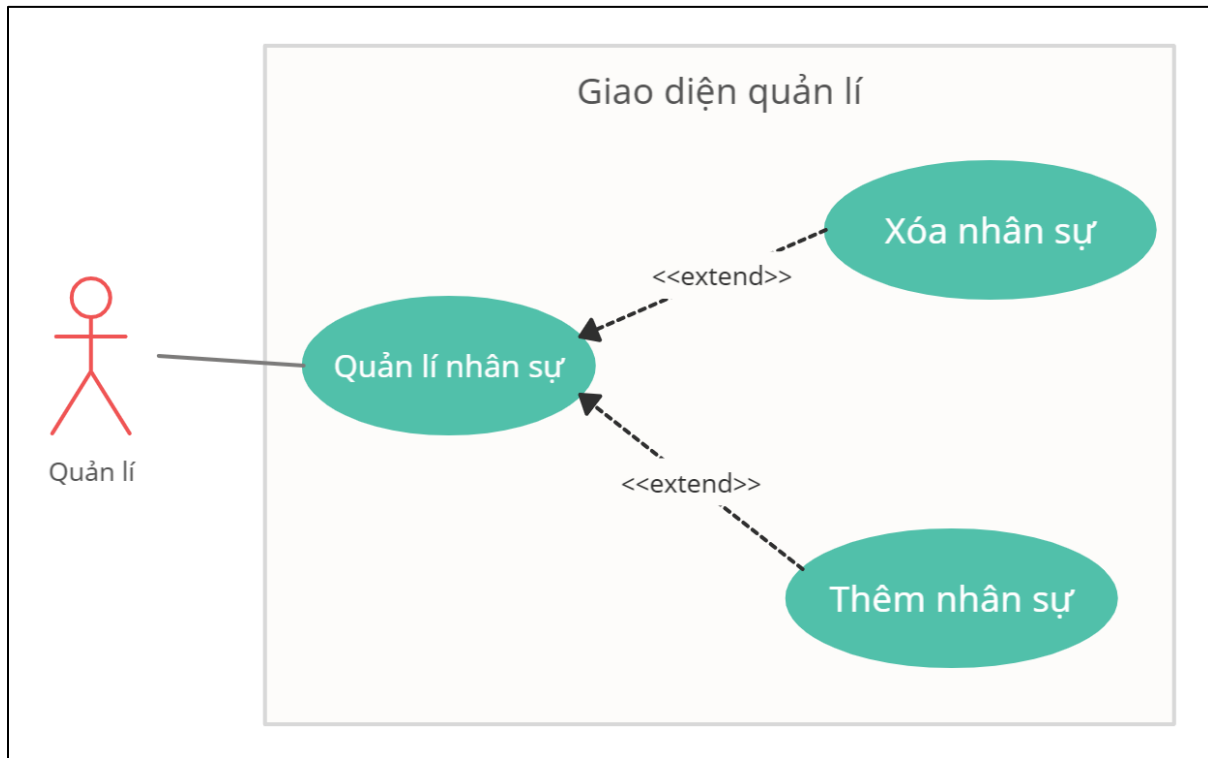 Giao diện quản lí
Xóa nhân sự
<<extend>>
Quản lí nhân sự
Quản lí
<<extend>>
Thêm nhân sự